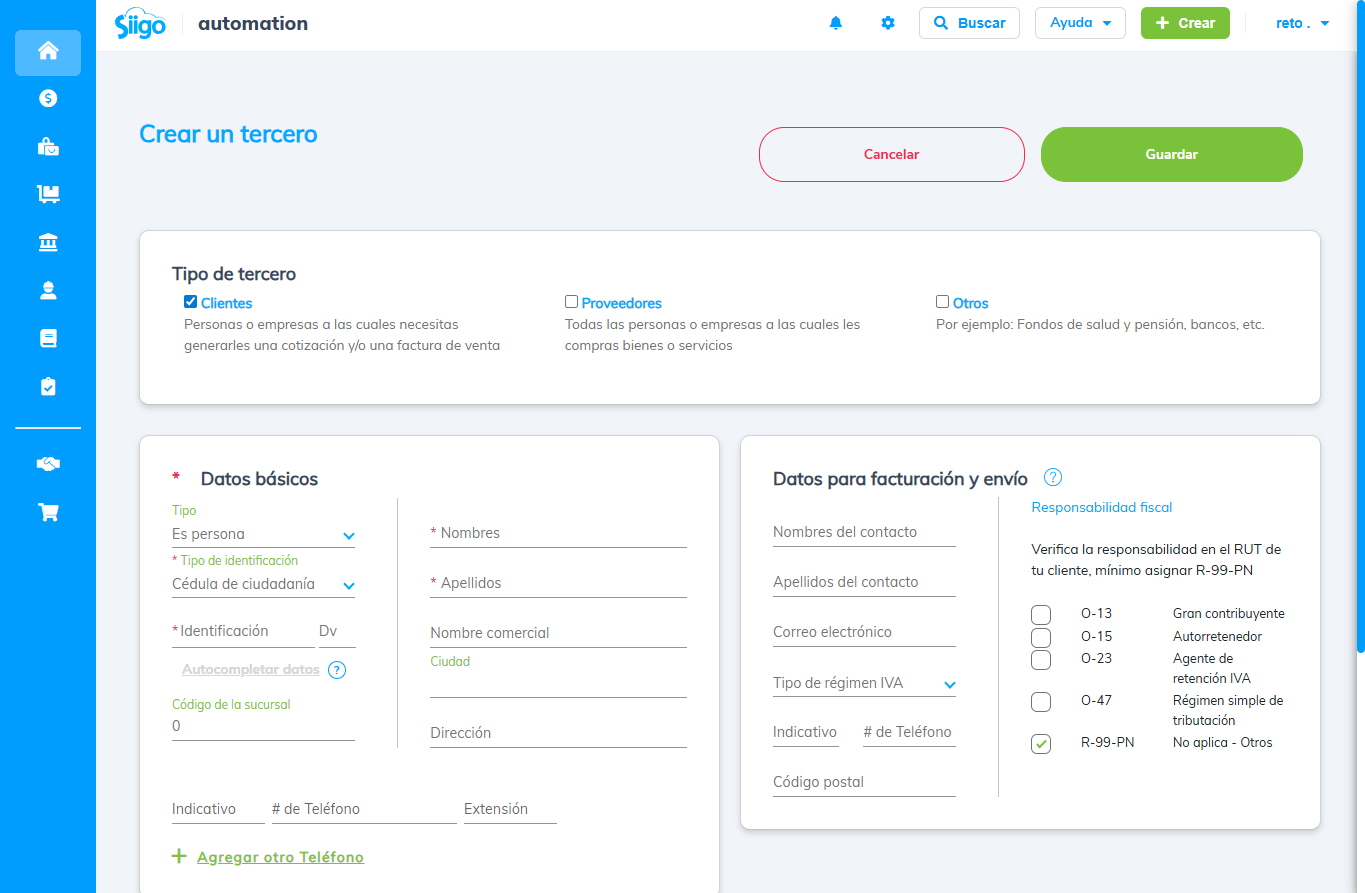 Siigo automation Buscar Ayuda + Crear reto .
Crear un tercero
Cancelar Guardar
Tipo de tercero
Clientes
Personas o empresas a las cuales necesitas
generarles una cotización y/o una factura de venta
Proveedores
Todas las personas o empresas a las cuales les
compras bienes o servicios
Otros
Por ejemplo: Fondos de salud y pensión, bancos, etc.
* Datos básicos
Tipo
Es persona
* Tipo de identificación
Cédula de ciudadanía
*Identificación Dv
Autocompletar datos ?
Código de la sucursal
0
* Nombres
* Apellidos
Nombre comercial
Ciudad
Dirección
Indicativo # de Teléfono Extensión
+ Agregar otro Teléfono
Datos para facturación y envío ?
Nombres del contacto
Apellidos del contacto
Correo electrónico
Tipo de régimen IVA
Indicativo # de Teléfono
Código postal
Responsabilidad fiscal
Verifica la responsabilidad en el RUT de
tu cliente, mínimo asignar R-99-PN
O-13 Gran contribuyente
O-15 Autorretenedor
O-23 Agente de
retención IVA
O-47 Régimen simple de
tributación
R-99-PN No aplica - Otros